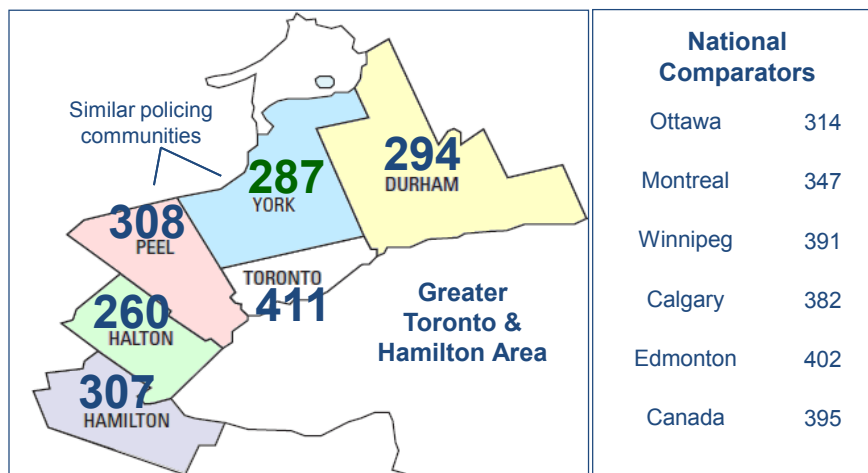 Similar policing
communities
294
DURHAM
287
YORK
308
PEEL
TORONTO
411
260
HALTON
307
HAMILTON
Greater
Toronto &
Hamilton Area
National
Comparators
Ottawa 314
Montreal 347
Winnipeg 391
Calgary 382
Edmonton 402
Canada 395